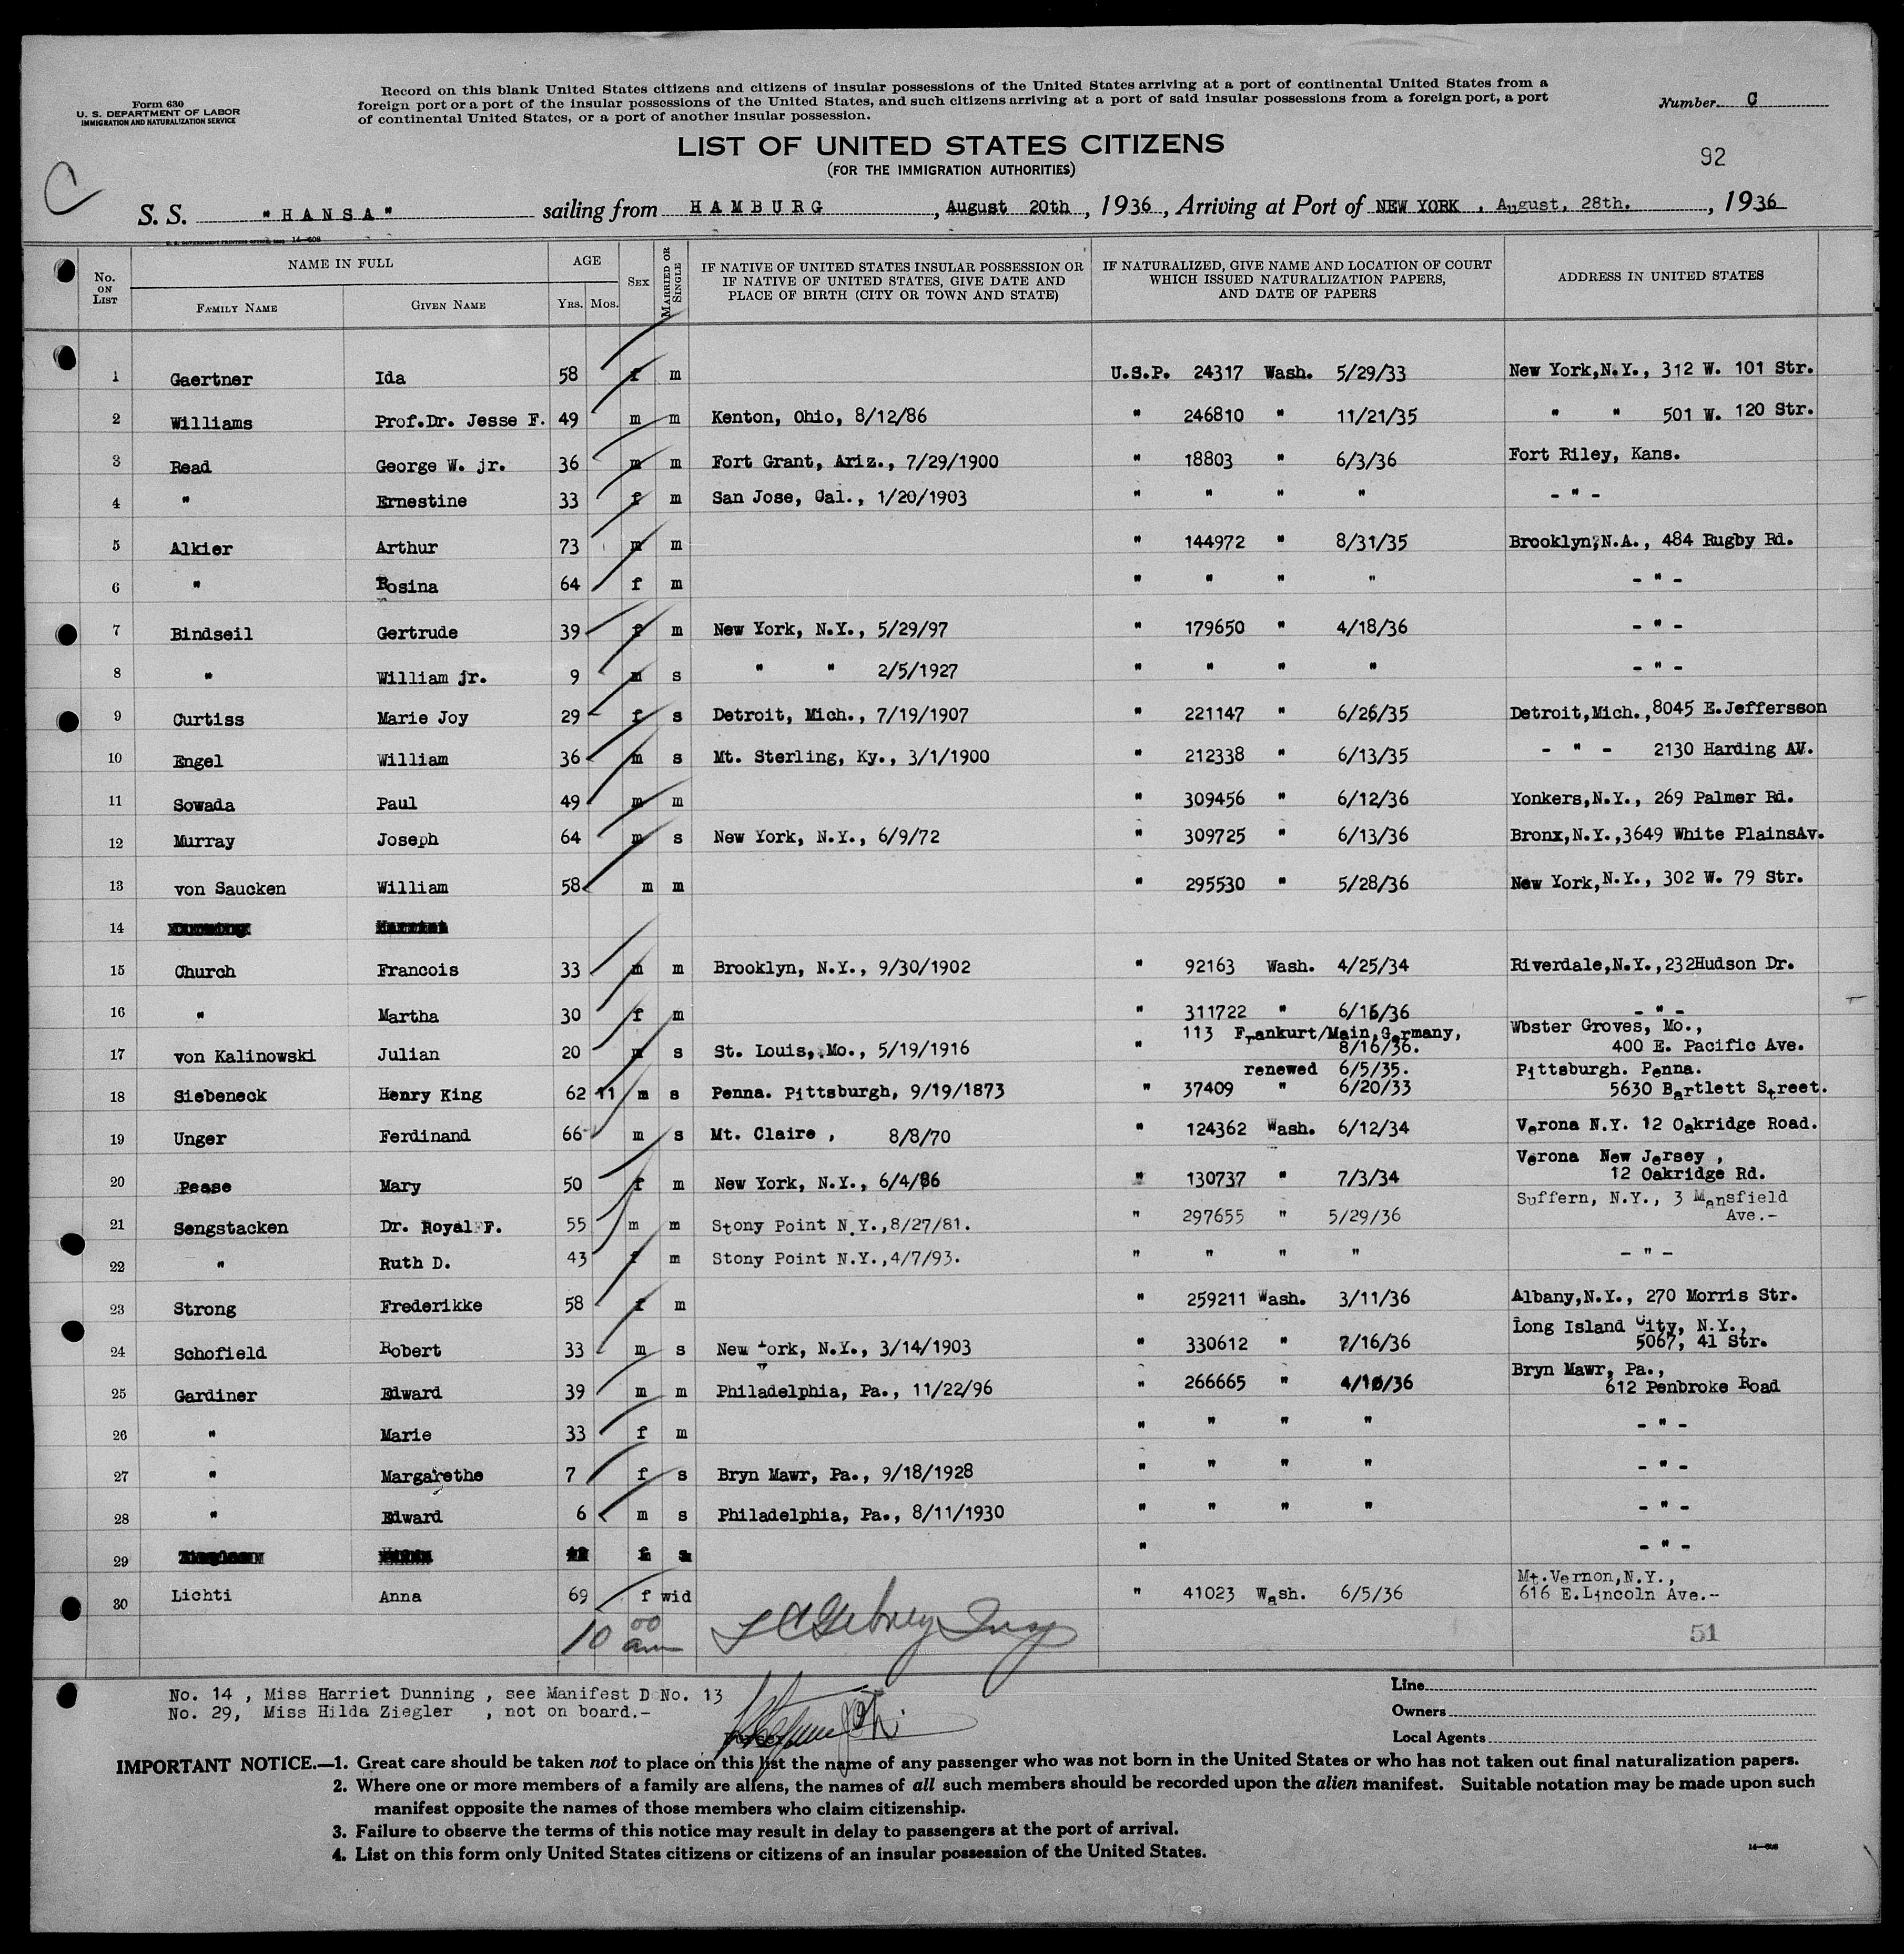 Form 630
U. S. DEPARTMENT OF LABOR
IMMIGRATION AND NATURALIZATION SERVICE
Record on this blank United States citizens and citizens of insular possessions of the United States arriving at a port of continental United States from a
foreign port or a port of the insular possessions of the United States, and such citizens arriving at a port of said insular possessions from a foreign port, a port
of continental United States, or a port of another insular possession.
Number C
LIST OF UNITED STATES CITIZENS
(FOR THE IMMIGRATION AUTHORITIES)
92
C
S. S. "HANSA" sailing from HAMBURG, August 20th, 1936, Arriving at Port of NEW YORK, August, 28th., 1936
14—608
No. ON LIST NAME IN FULL FAMILY NAME GIVEN NAME AGE YRS. MOS. SEX MARRIED OR SINGLE IF NATIVE OF UNITED STATES INSULAR POSSESSION OR IF NATIVE OF UNITED STATES, GIVE DATE AND PLACE OF BIRTH (CITY OR TOWN AND STATE) IF NATURALIZED, GIVE NAME AND LOCATION OF COURT WHICH ISSUED NATURALIZATION PAPERS, AND DATE OF PAPERS ADDRESS IN UNITED STATES
1 Gaertner Ida 58 f m U.S.P. 24317 Wash. 5/29/33 New York,N.Y., 312 W. 101 Str.
2 Williams Prof.Dr. Jesse F. 49 m m Kenton, Ohio, 8/12/86 " 246810 " 11/21/35 " " 501 W. 120 Str.
3 Read George W. jr. 36 m m Fort Grant, Ariz., 7/29/1900 " 18803 " 6/3/36 Fort Riley, Kans.
4 " Ernestine 33 f m San Jose, Cal., 1/20/1903 " " " " - " -
5 Alkier Arthur 73 m m " 144972 " 8/31/35 Brooklyn,N.A., 484 Rugby Rd.
6 " Rosina 64 f m " " " " - " -
7 Bindseil Gertrude 39 f m New York, N.Y., 5/29/97 " 179650 " 4/18/36 - " -
8 " William jr. 9 m s " " 2/5/1927 " " " " - " -
9 Curtiss Marie Joy 29 f s Detroit, Mich., 7/19/1907 " 221147 " 6/26/35 Detroit,Mich.,8045 E.Jeffersson
10 Engel William 36 m s Mt. Sterling, Ky., 3/1/1900 " 212338 " 6/13/35 - " - 2130 Harding AV.
11 Sowada Paul 49 m m " 309456 " 6/12/36 Yonkers,N.Y., 269 Palmer Rd.
12 Murray Joseph 64 m s New York, N.Y., 6/9/72 " 309725 " 6/13/36 Bronx,N.Y.,3649 White PlainsAv.
13 von Saucken William 58 m m " 295530 " 5/28/36 New York,N.Y., 302 W. 79 Str.
14
15 Church Francois 33 m m Brooklyn, N.Y., 9/30/1902 " 92163 Wash. 4/25/34 Riverdale,N.Y.,232Hudson Dr.
16 " Martha 30 f m " 311722 " 6/16/36 - " -
17 von Kalinowski Julian 20 m s St. Louis, Mo., 5/19/1916 " 113 Frankurt/Main,Germany, 8/16/36. Wbster Groves, Mo., 400 E. Pacific Ave.
18 Siebeneck Henry King 62 11 m s Penna. Pittsburgh, 9/19/1873 " 37409 renewed 6/5/35. " 6/20/33 Pittsburgh. Penna. 5630 Bartlett Street.
19 Unger Ferdinand 66 m s Mt. Claire , 8/8/70 " 124362 Wash. 6/12/34 Verona N.Y. 12 Oakridge Road.
20 Pease Mary 50 f m New York, N.Y., 6/4/86 " 130737 " 7/3/34 Verona New Jersey , 12 Oakridge Rd.
21 Sengstacken Dr. Royal F. 55 m m Stony Point N.Y.,8/27/81. " 297655 " 5/29/36 Suffern, N.Y., 3 Mansfield Ave.-
22 " Ruth D. 43 f m Stony Point N.Y.,4/7/93. " " " " - " -
23 Strong Frederikke 58 f m " 259211 Wash. 3/11/36 Albany,N.Y., 270 Morris Str.
24 Schofield Robert 33 m s New York, N.Y., 3/14/1903 " 330612 " 7/16/36 Long Island City, N.Y., 5067, 41 Str.
25 Gardiner Edward 39 m m Philadelphia, Pa., 11/22/96 " 266665 " 4/10/36 Bryn Mawr, Pa., 612 Penbroke Road
26 " Marie 33 f m " " " " - " -
27 " Margarethe 7 f s Bryn Mawr, Pa., 9/18/1928 " " " " - " -
28 " Edward 6 m s Philadelphia, Pa., 8/11/1930 " " " " - " -
29 " - " -
30 Lichti Anna 69 f wid " 41023 Wash. 6/5/36 Mt.Vernon,N.Y., 616 E.Lincoln Ave.-
10 00 am
51
No. 14 , Miss Harriet Dunning , see Manifest D No. 13
No. 29, Miss Hilda Ziegler , not on board.-
Line
Owners
Local Agents
IMPORTANT NOTICE.—1. Great care should be taken not to place on this list the name of any passenger who was not born in the United States or who has not taken out final naturalization papers.
2. Where one or more members of a family are aliens, the names of all such members should be recorded upon the alien manifest. Suitable notation may be made upon such
manifest opposite the names of those members who claim citizenship.
3. Failure to observe the terms of this notice may result in delay to passengers at the port of arrival.
4. List on this form only United States citizens or citizens of an insular possession of the United States.
14—608